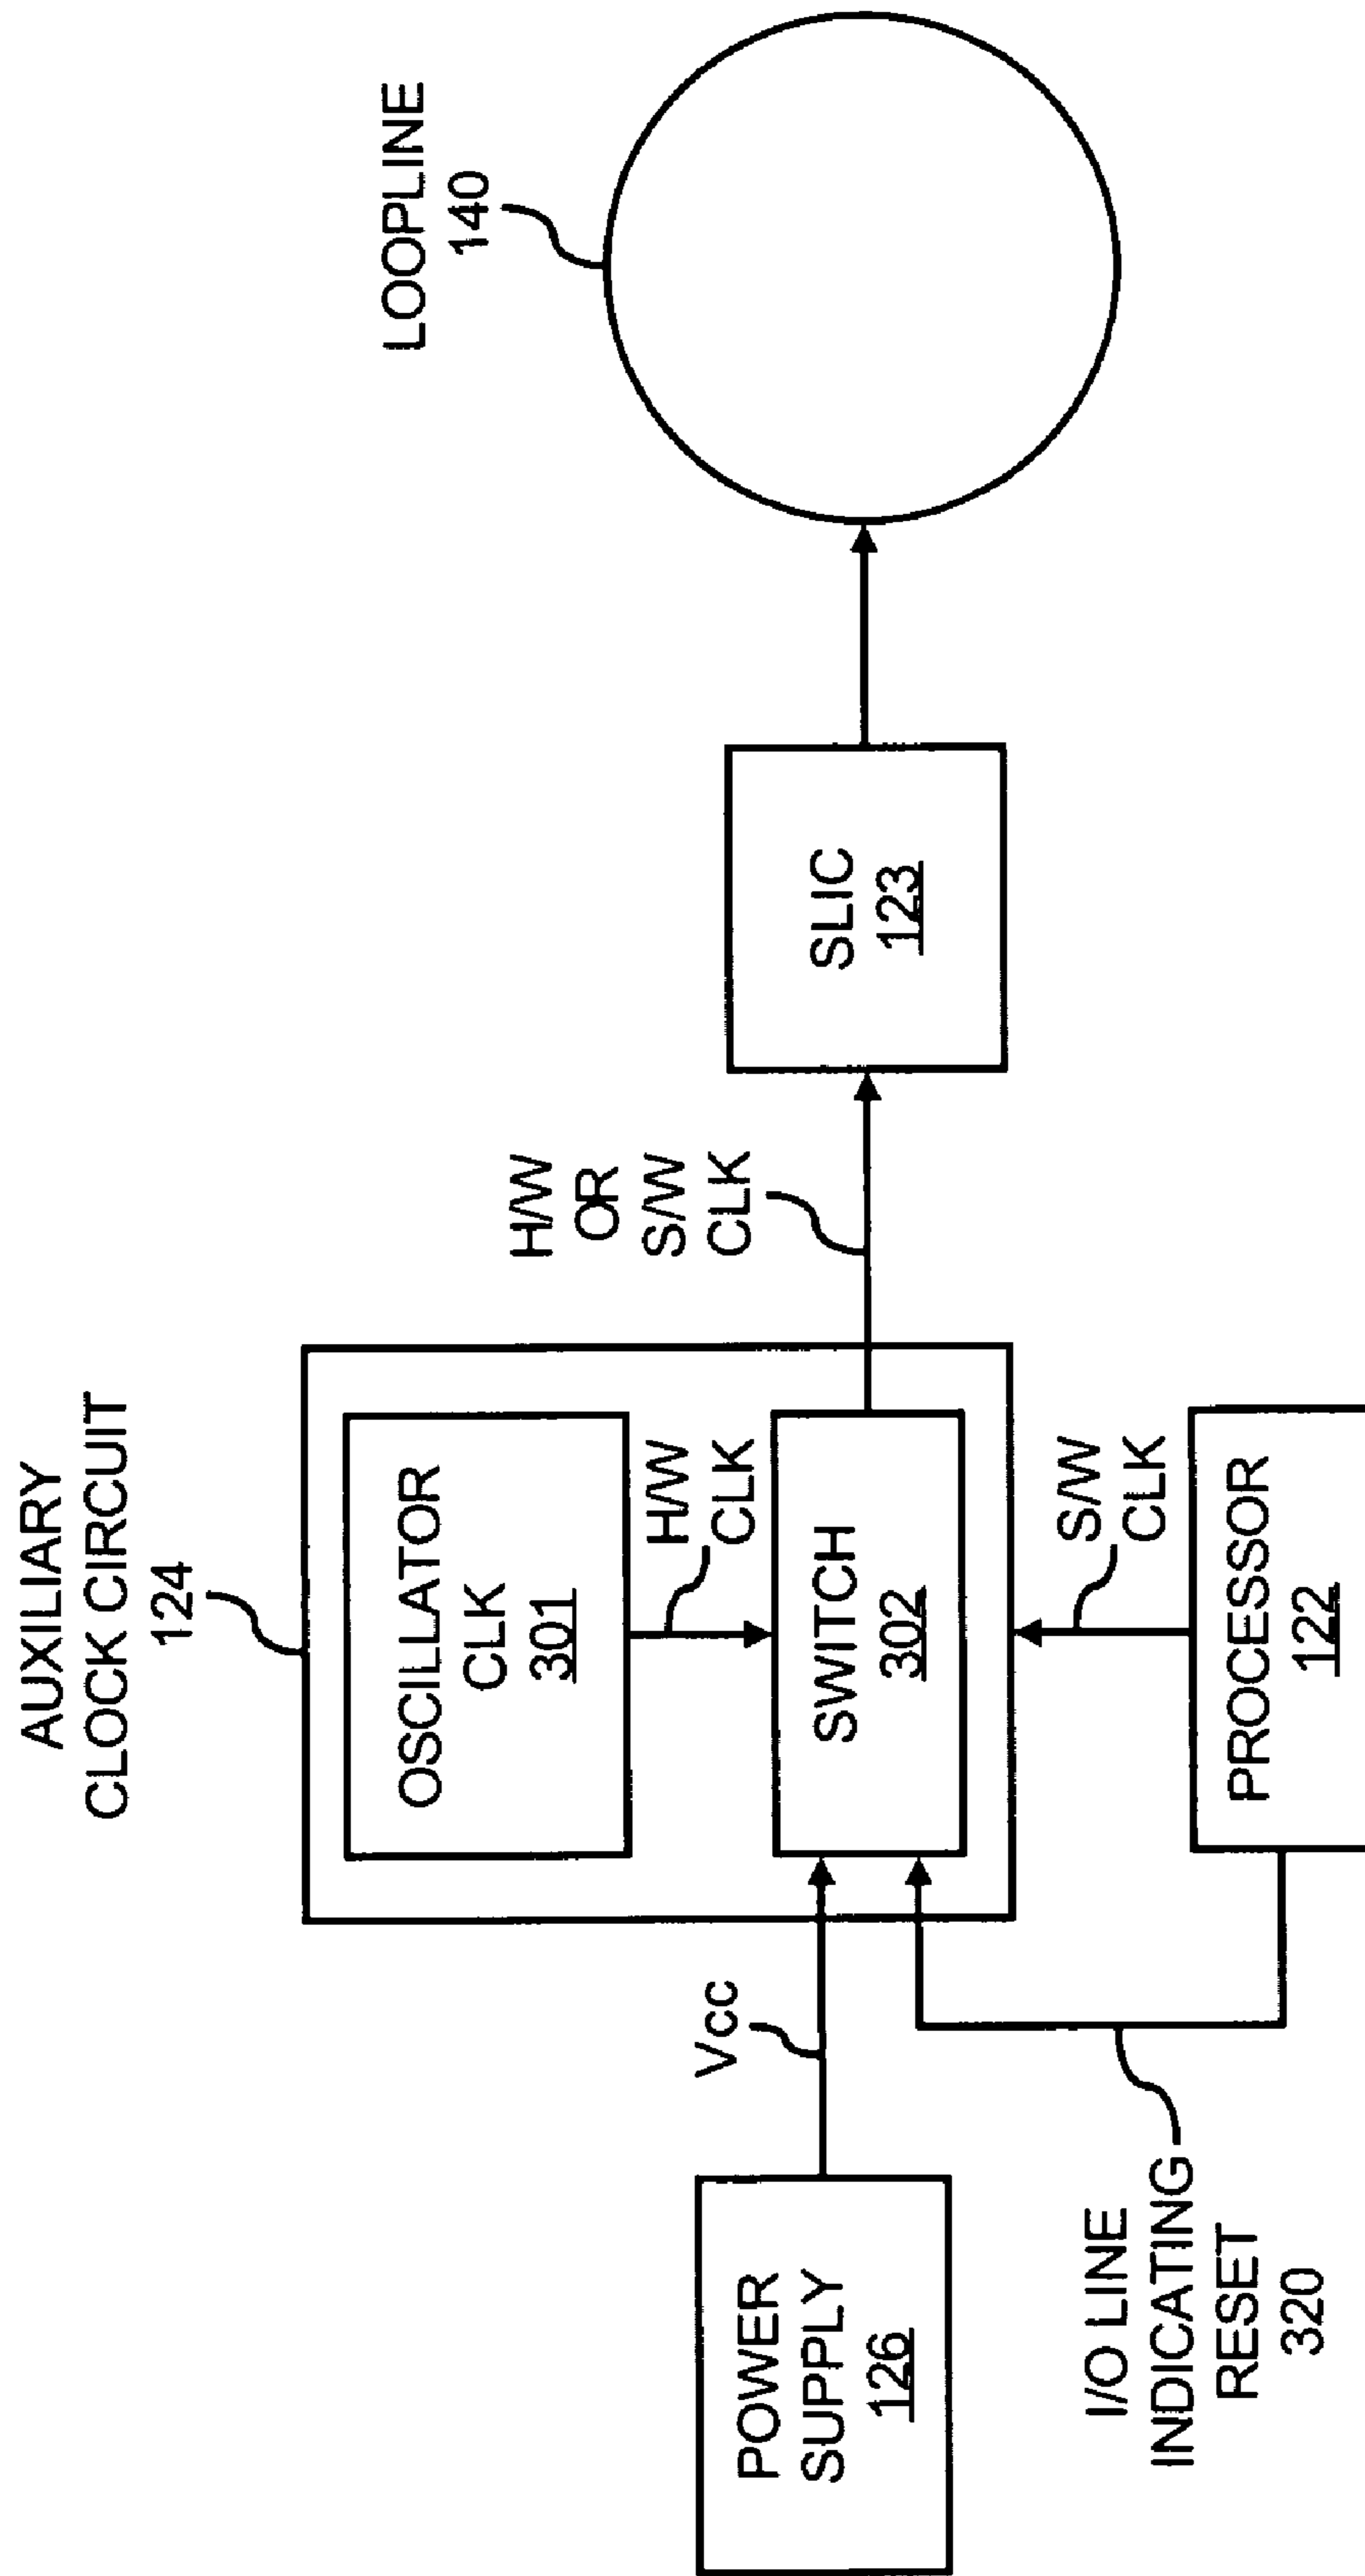 AUXILIARY
CLOCK CIRCUIT
124
OSCILLATOR
CLK
301
H/W
CLK
SWITCH
302
Vcc
POWER
SUPPLY
126
I/O LINE
INDICATING
RESET
320
S/W
CLK
PROCESSOR
122
H/W
OR
S/W
CLK
SLIC
123
LOOPLINE
140